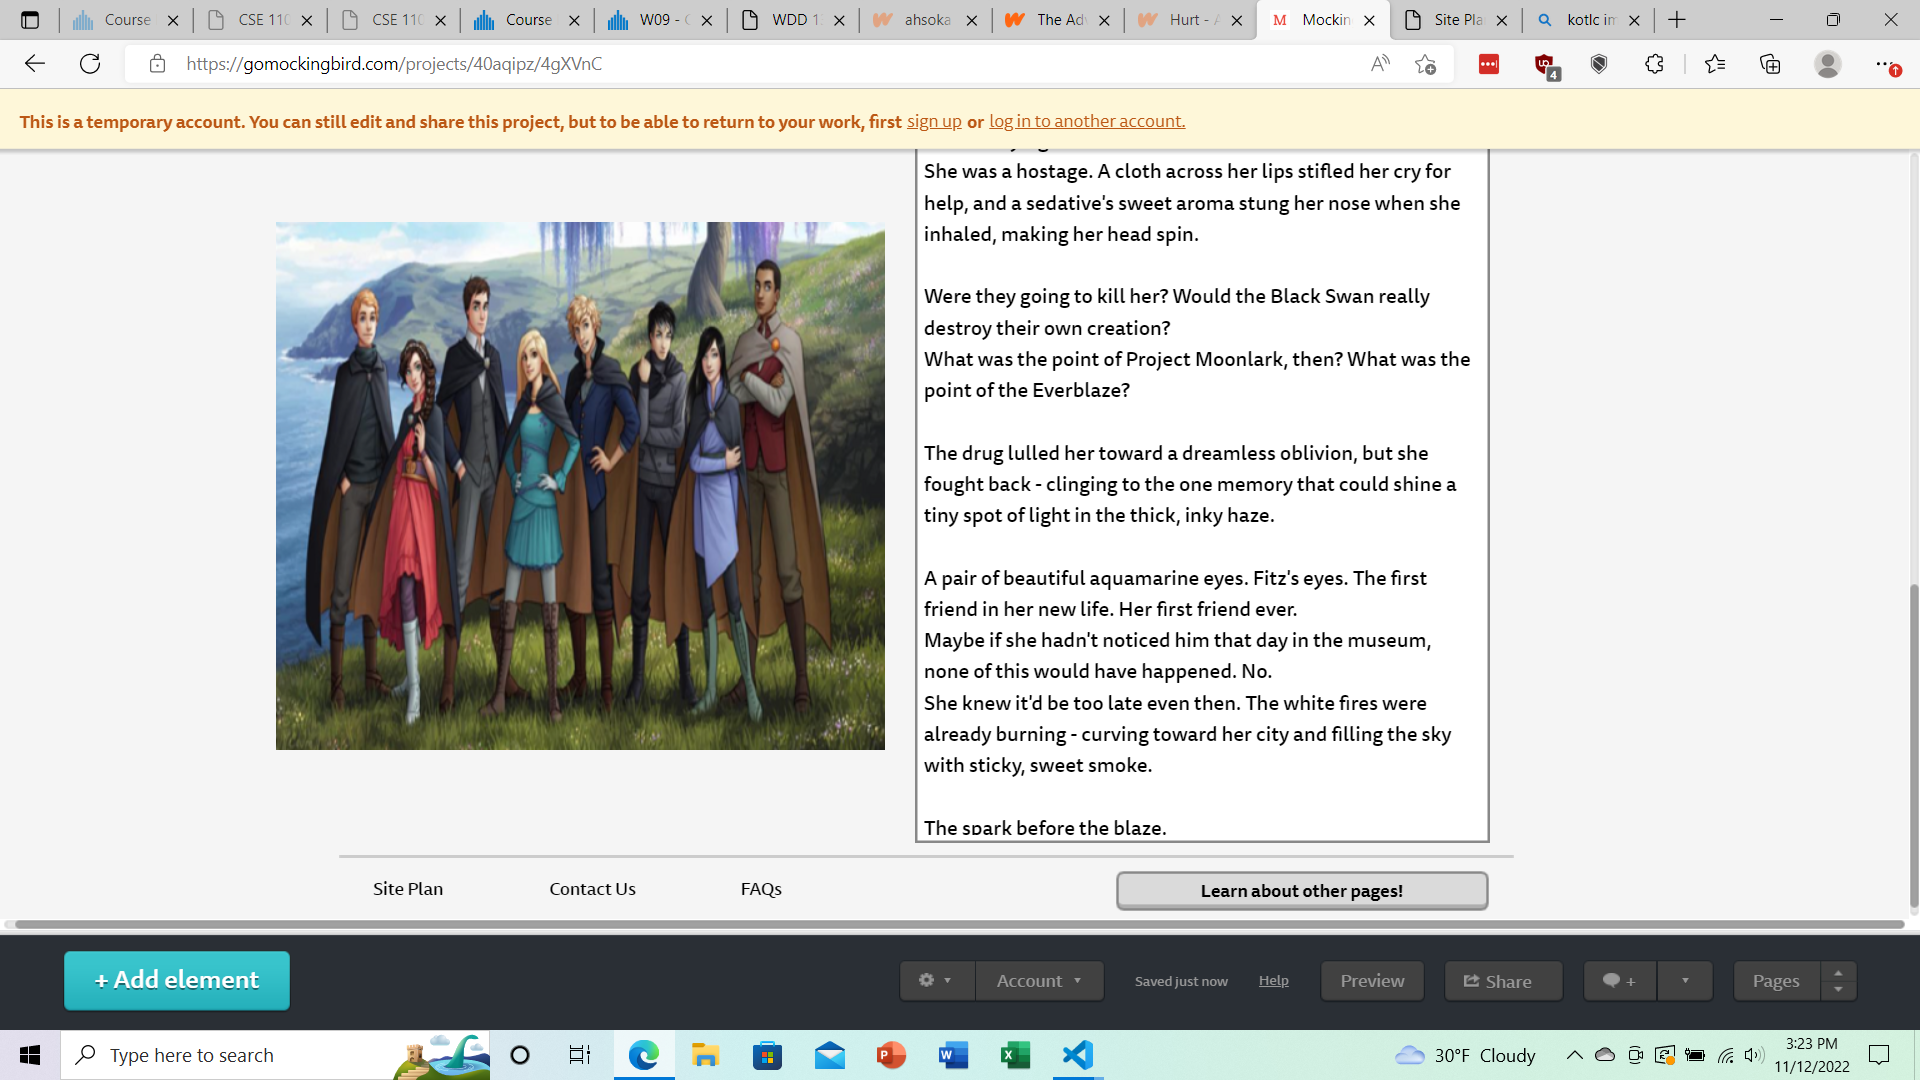 Course
CSE 110
CSE 110
Course
W09 - C
WDD 1
ahsoka
The Adv
Hurt - A
Mocking
Site Pla
kotlc im
https://gomockingbird.com/projects/40aqipz/4gXVnC
4
This is a temporary account. You can still edit and share this project, but to be able to return to your work, first sign up or log in to another account.
She was a hostage. A cloth across her lips stifled her cry for
help, and a sedative's sweet aroma stung her nose when she
inhaled, making her head spin.
Were they going to kill her? Would the Black Swan really
destroy their own creation?
What was the point of Project Moonlark, then? What was the
point of the Everblaze?
The drug lulled her toward a dreamless oblivion, but she
fought back - clinging to the one memory that could shine a
tiny spot of light in the thick, inky haze.
A pair of beautiful aquamarine eyes. Fitz's eyes. The first
friend in her new life. Her first friend ever.
Maybe if she hadn't noticed him that day in the museum,
none of this would have happened. No.
She knew it'd be too late even then. The white fires were
already burning - curving toward her city and filling the sky
with sticky, sweet smoke.
The spark before the blaze.
Site Plan
Contact Us
FAQs
Learn about other pages!
+ Add element
Account
Saved just now
Help
Preview
Share
+
Pages
Type here to search
30°F Cloudy
3:23 PM
11/12/2022